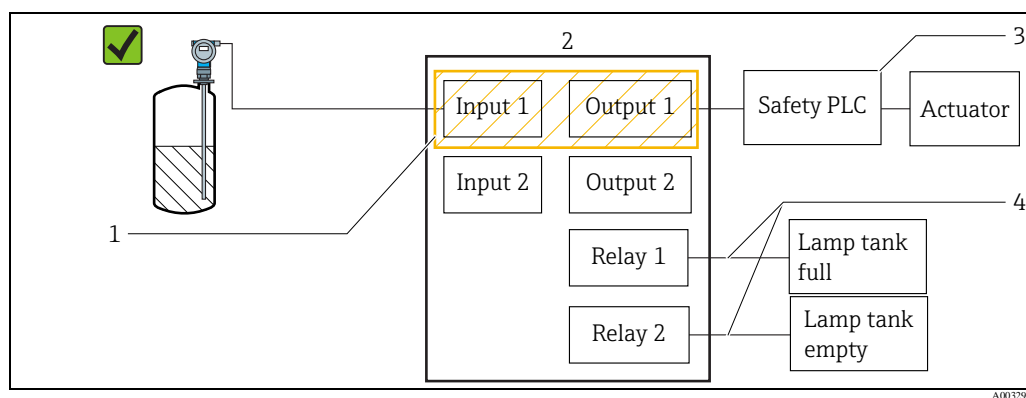 2
3
Input 1
Output 1
Safety PLC
Actuator
Input 2
Output 2
1
4
Relay 1
Lamp tank
full
Relay 2
Lamp tank
empty
A00329